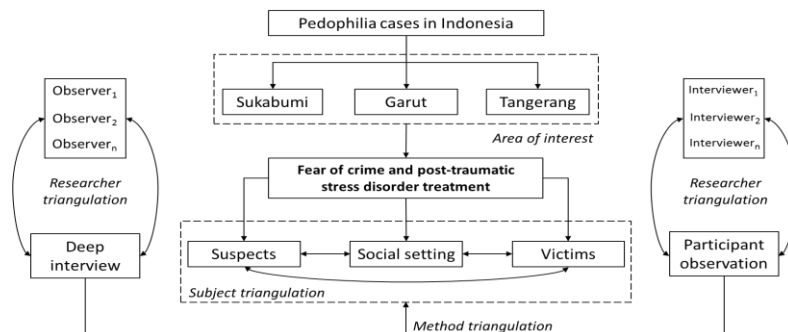 Pedophilia cases in Indonesia
Sukabumi
Garut
Tangerang
Area of interest
Observer₁
Observer₂
Observerₙ
Researcher
triangulation
Deep
interview
Fear of crime and post-traumatic
stress disorder treatment
Suspects
Social setting
Victims
Subject triangulation
Method triangulation
Interviewer₁
Interviewer₂
Interviewerₙ
Researcher
triangulation
Participant
observation